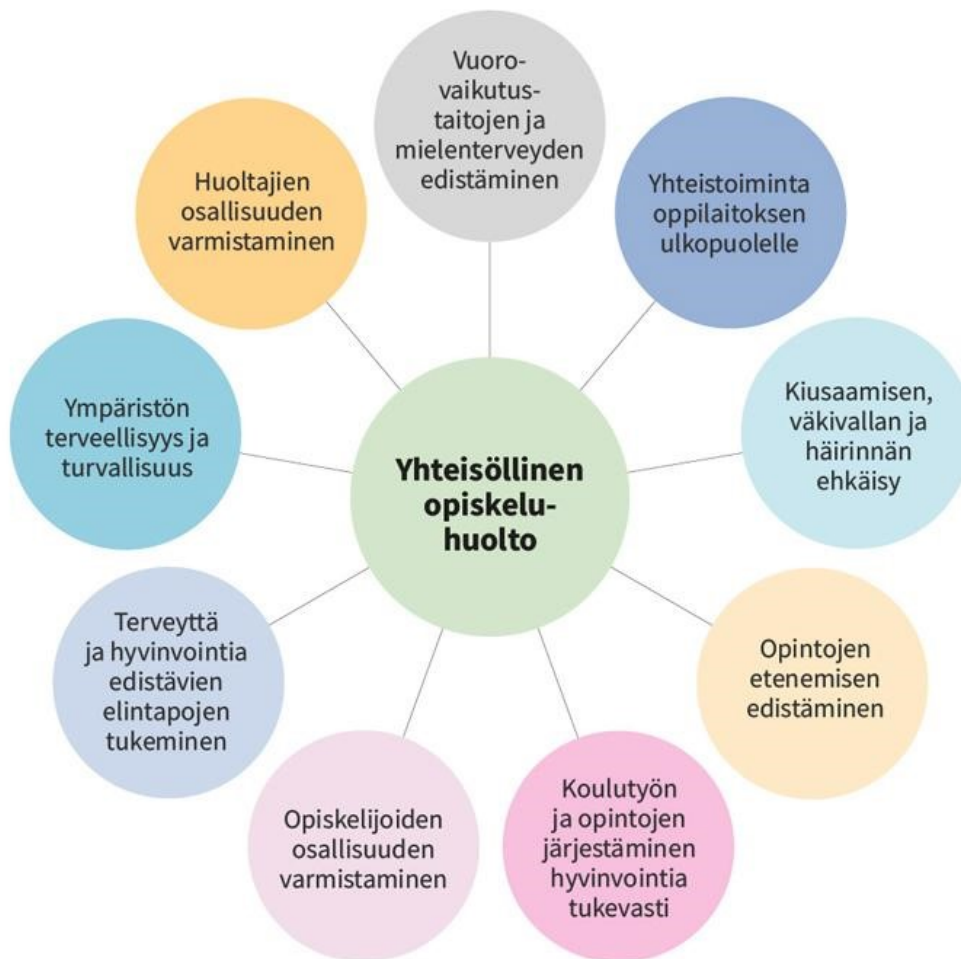 Vuoro-
vaikutus-
taitojen ja
mielenterveyden
edistäminen
Yhteistoiminta
oppilaitoksen
ulkopuolelle
Kiusaamisen,
väkivallan ja
häirinnän
ehkäisy
Opintojen
etenemisen
edistäminen
Koulutyön
ja opintojen
järjestäminen
hyvinvointia
tukevasti
Opiskelijoiden
osallisuuden
varmistaminen
Terveyttä
ja hyvinvointia
edistävien
elintapojen
tukeminen
Ympäristön
terveellisyys ja
turvallisuus
Huoltajien
osallisuuden
varmistaminen
Yhteisöllinen
opiskelu-
huolto